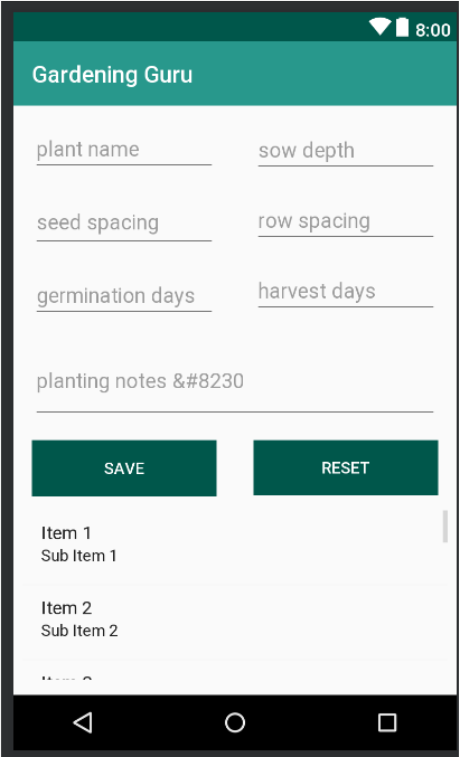 8:00
Gardening Guru
plant name
sow depth
seed spacing
row spacing
germination days
harvest days
planting notes &#8230
SAVE
RESET
Item 1
Sub Item 1
Item 2
Sub Item 2